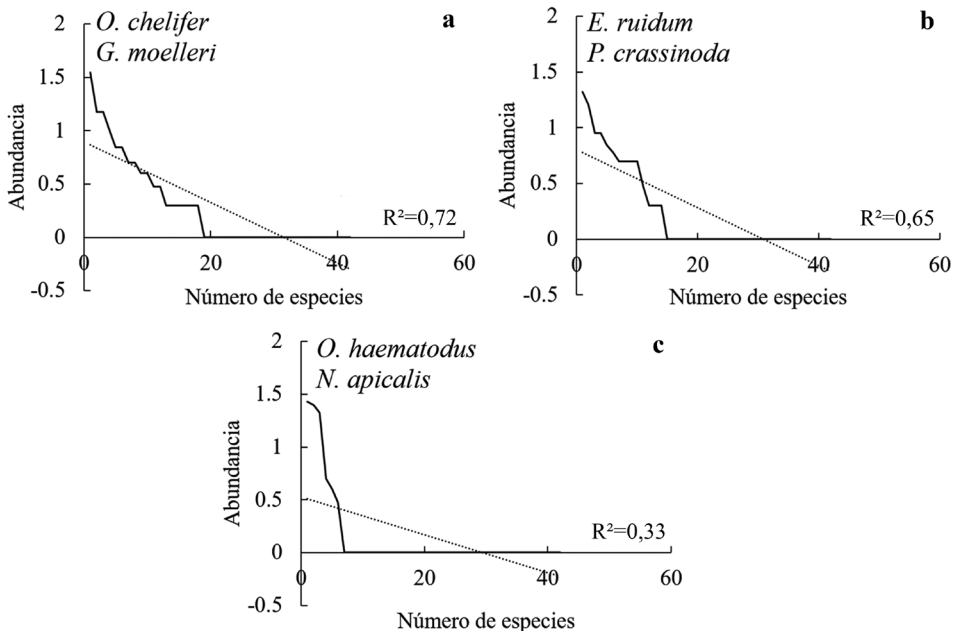 a
O. chelifer
G. moelleri
2
1.5
1
0.5
0
-0.5
Abundancia
R²=0,72
0
20
40
60
Número de especies
b
E. ruidum
P. crassinoda
2
1.5
1
0.5
0
-0.5
Abundancia
R²=0,65
0
20
40
60
Número de especies
c
O. haematodus
N. apicalis
2
1.5
1
0.5
0
-0.5
Abundancia
R²=0,33
0
20
40
60
Número de especies